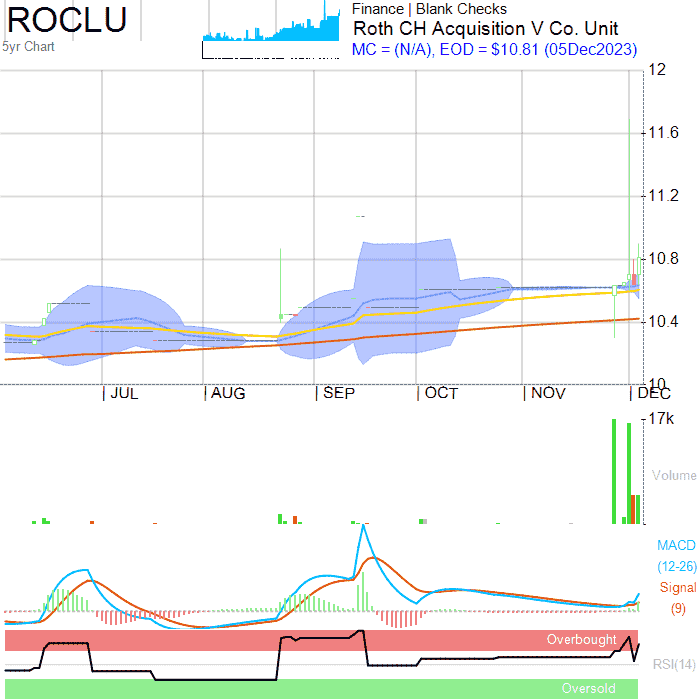 ROCLU
5yr Chart
Finance | Blank Checks
Roth CH Acquisition V Co. Unit
MC = (N/A), EOD = $10.81 (05Dec2023)
12
11.6
11.2
10.8
10.4
10
JUL AUG SEP OCT NOV DEC
17k
Volume
MACD
(12-26)
Signal
(9)
Overbought
RSI(14)
Oversold